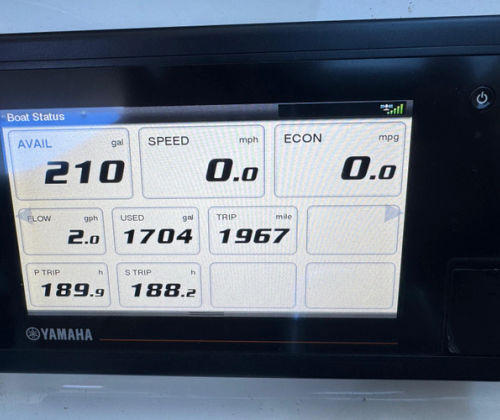 Boat Status
AVAIL gal SPEED mph ECON mpg
210 0.0 0.0
FLOW gph USED gal TRIP mile
2.0 1704 1967
P TRIP h S TRIP h
189.9 188.2
YAMAHA